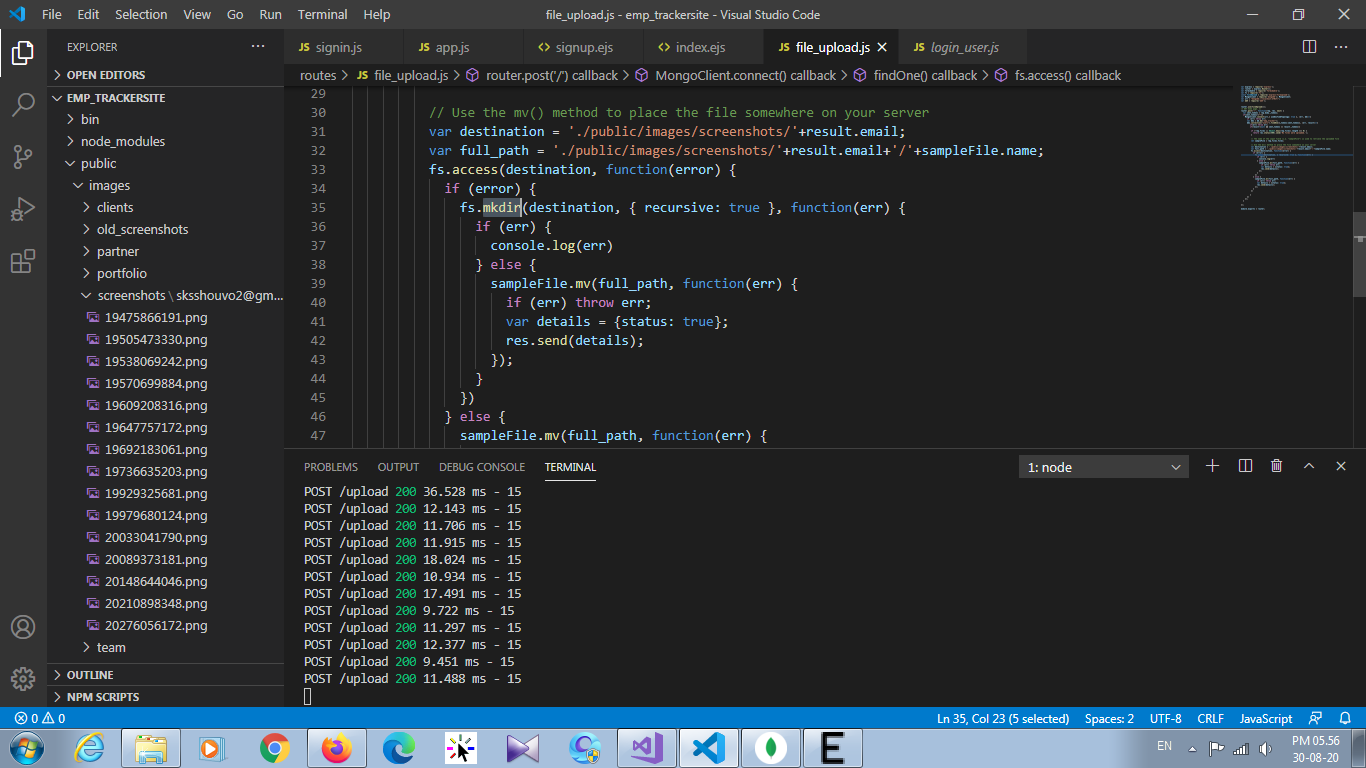 File Edit Selection View Go Run Terminal Help file_upload.js - emp_trackersite - Visual Studio Code
EXPLORER
OPEN EDITORS
EMP_TRACKERSITE
bin
node_modules
public
images
clients
old_screenshots
partner
portfolio
screenshots \ sksshouvo2@gm...
19475866191.png
19505473330.png
19538069242.png
19570699884.png
19609208316.png
19647757172.png
19692183061.png
19736635203.png
19929325681.png
19979680124.png
20033041790.png
20089373181.png
20148644046.png
20210898348.png
20276056172.png
team
OUTLINE
NPM SCRIPTS
JS signin.js JS app.js <> signup.ejs <> index.ejs JS file_upload.js JS login_user.js
routes > JS file_upload.js > router.post('/') callback > MongoClient.connect() callback > findOne() callback > fs.access() callback
29
30 // Use the mv() method to place the file somewhere on your server
31 var destination = './public/images/screenshots/'+result.email;
32 var full_path = './public/images/screenshots/'+result.email+'/'+sampleFile.name;
33 fs.access(destination, function(error) {
34 if (error) {
35 fs.mkdir(destination, { recursive: true }, function(err) {
36 if (err) {
37 console.log(err)
38 } else {
39 sampleFile.mv(full_path, function(err) {
40 if (err) throw err;
41 var details = {status: true};
42 res.send(details);
43 });
44 }
45 })
46 } else {
47 sampleFile.mv(full_path, function(err) {
PROBLEMS OUTPUT DEBUG CONSOLE TERMINAL 1: node
POST /upload 200 36.528 ms - 15
POST /upload 200 12.143 ms - 15
POST /upload 200 11.706 ms - 15
POST /upload 200 11.915 ms - 15
POST /upload 200 18.024 ms - 15
POST /upload 200 10.934 ms - 15
POST /upload 200 17.491 ms - 15
POST /upload 200 9.722 ms - 15
POST /upload 200 11.297 ms - 15
POST /upload 200 12.377 ms - 15
POST /upload 200 9.451 ms - 15
POST /upload 200 11.488 ms - 15
0 0 Ln 35, Col 23 (5 selected) Spaces: 2 UTF-8 CRLF JavaScript
EN PM 05.56
30-08-20